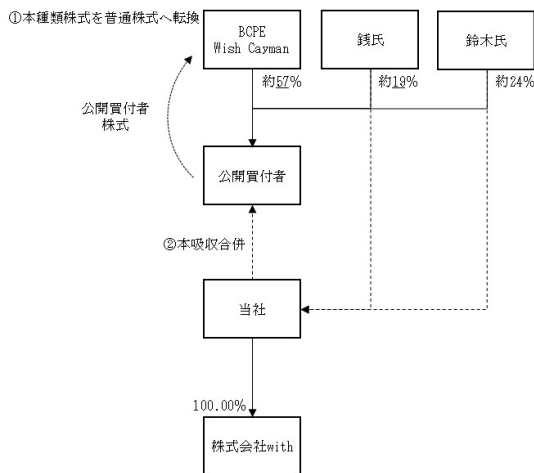 ①本種類株式を普通株式へ転換
BCPE
Wish Cayman
銭氏
鈴木氏
約57%
約19%
約24%
公開買付者
株式
公開買付者
②本吸収合併
当社
100.00%
株式会社with